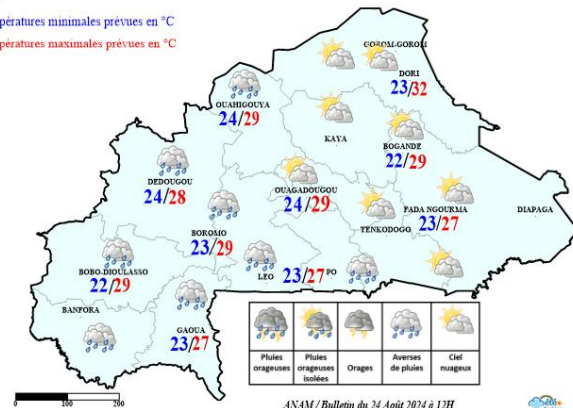 pératures minimales prévues en °C
pératures maximales prévues en °C
GOROM-GOROM
DORI
23/32
OUAHIGOUYA
24/29
KAYA
BOGANDE
22/29
DEDOUGOU
24/28
OUAGADOUGOU
24/29
FADA NGOURMA
23/27
DIAPAGA
TENKODOGO
BOROMO
23/29
LEO
23/27
PO
BOBO-DIOULASSO
22/29
BANFORA
GAOUA
23/27
Pluies orageuses
Pluies orageuses isolées
Orages
Averses de pluies
Ciel nuageux
0 100 200
ANAM / Bulletin du 24 Août 2024 à 12H